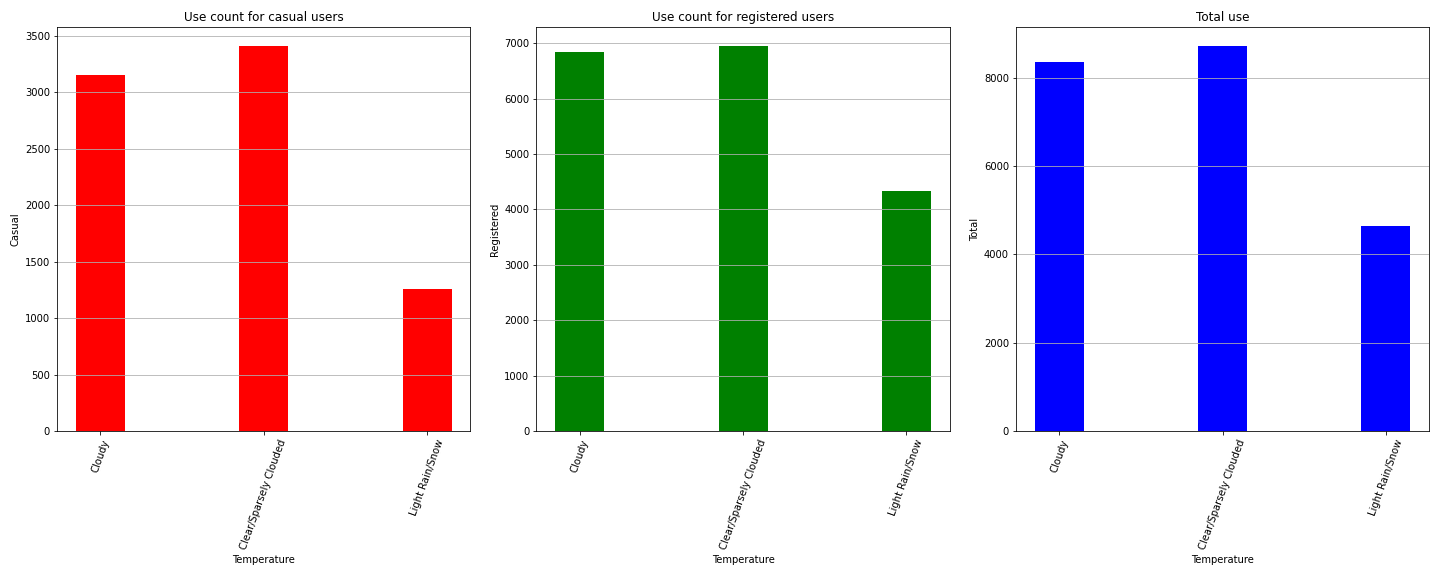 Use count for casual users
3500
3000
2500
2000
1500
1000
500
0
Casual
Cloudy
Clear/Sparsely Clouded
Light Rain/Snow
Temperature
Use count for registered users
7000
6000
5000
4000
3000
2000
1000
0
Registered
Cloudy
Clear/Sparsely Clouded
Light Rain/Snow
Temperature
Total use
8000
6000
4000
2000
0
Total
Cloudy
Clear/Sparsely Clouded
Light Rain/Snow
Temperature